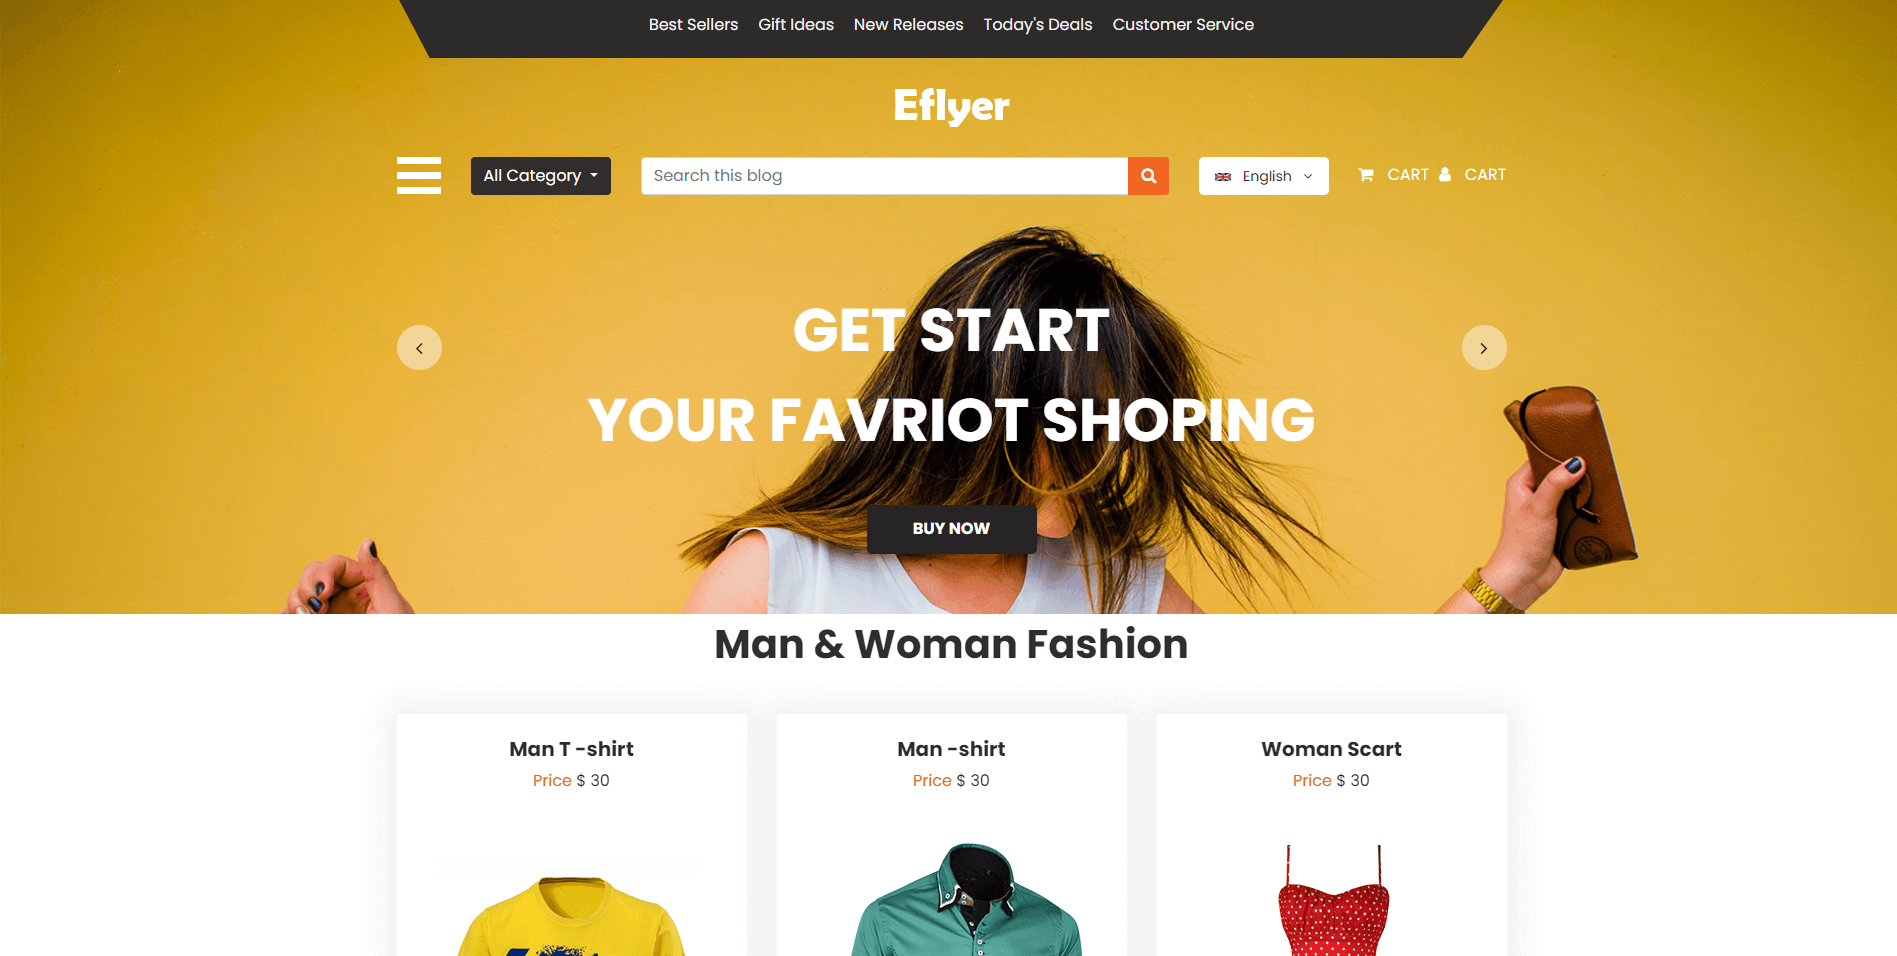 Best Sellers Gift Ideas New Releases Today's Deals Customer Service
Eflyer
All Category
Search this blog
English
CART
CART
GET START
YOUR FAVRIOT SHOPING
BUY NOW
Man & Woman Fashion
Man T -shirt
Price $ 30
Man -shirt
Price $ 30
Woman Scart
Price $ 30